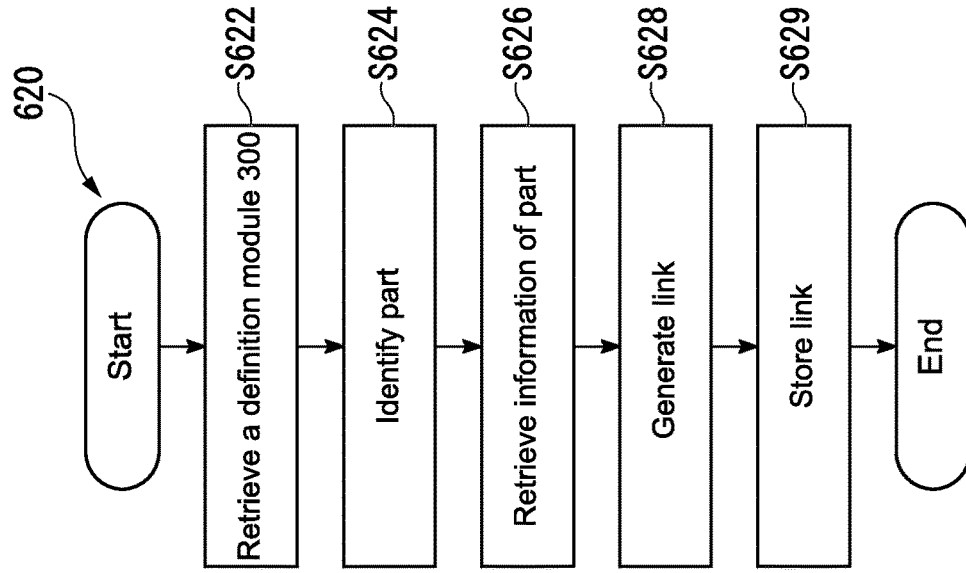 620
Start
Retrieve a definition module 300
S622
Identify part
S624
Retrieve information of part
S626
Generate link
S628
Store link
S629
End